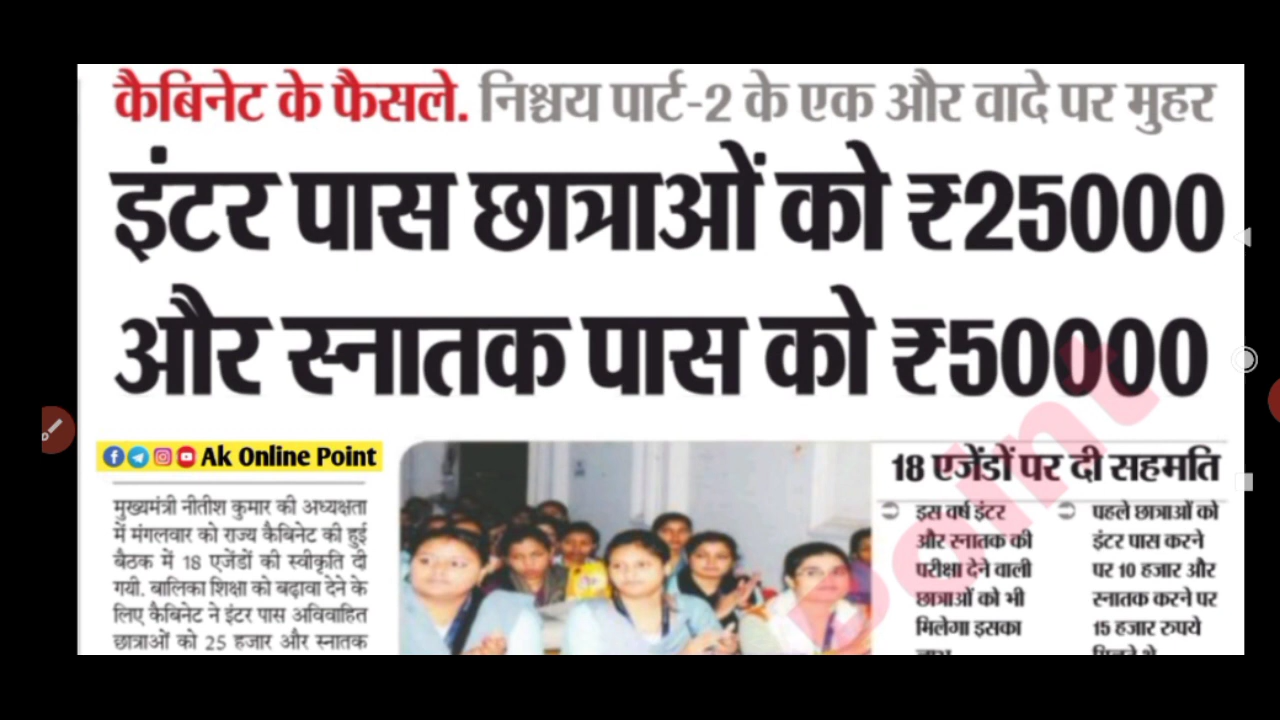 कैबिनेट के फैसले. निश्चय पार्ट-2 के एक और वादे पर मुहर
इंटर पास छात्राओं को ₹25000
और स्नातक पास को ₹50000
Ak Online Point
मुख्यमंत्री नीतीश कुमार की अध्यक्षता
में मंगलवार को राज्य कैबिनेट की हुई
बैठक में 18 एजेंडों की स्वीकृति दी
गयी. बालिका शिक्षा को बढ़ावा देने के
लिए कैबिनेट ने इंटर पास अविवाहित
छात्राओं को 25 हजार और स्नातक
18 एजेंडों पर दी सहमति
इस वर्ष इंटर
और स्नातक की
परीक्षा देने वाली
छात्राओं को भी
मिलेगा इसका
पहले छात्राओं को
इंटर पास करने
पर 10 हजार और
स्नातक करने पर
15 हजार रुपये
Point